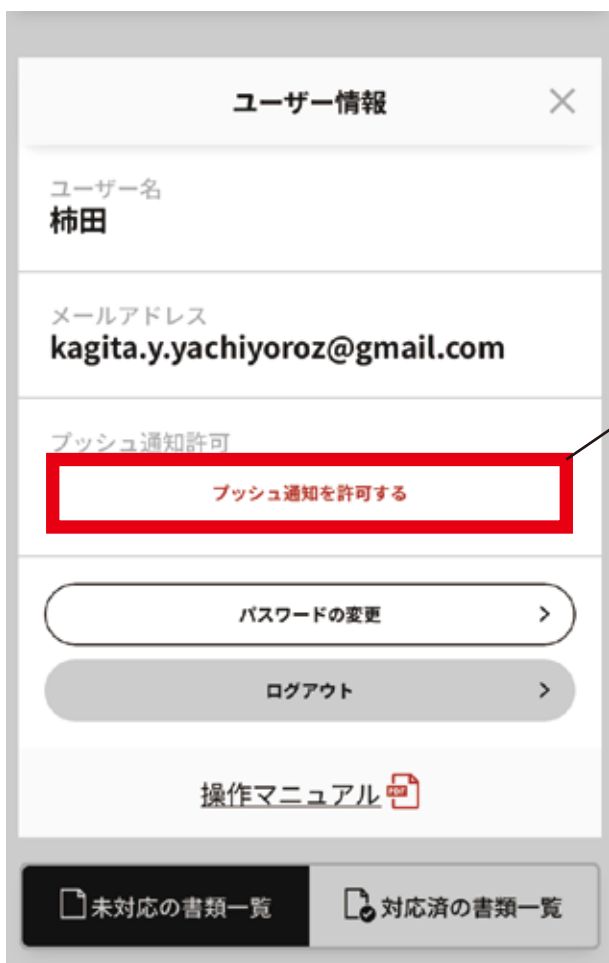 ユーザー情報
ユーザー名
柿田
メールアドレス
kagita.y.yachiyoroz@gmail.com
プッシュ通知許可
プッシュ通知を許可する
パスワードの変更
ログアウト
操作マニュアル PDF
未対応の書類一覧 対応済の書類一覧